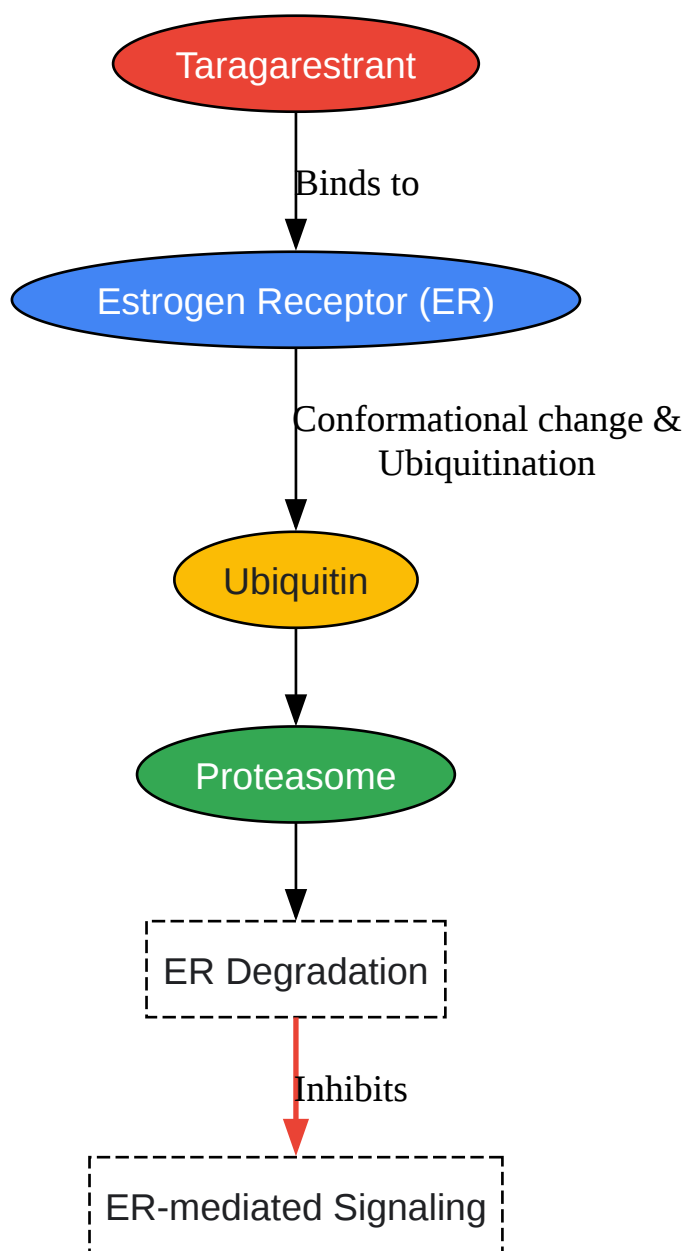 Taragarestrant
Binds to
Estrogen Receptor (ER)
Conformational change &
Ubiquitination
Ubiquitin
Proteasome
ER Degradation
Inhibits
ER-mediated Signaling